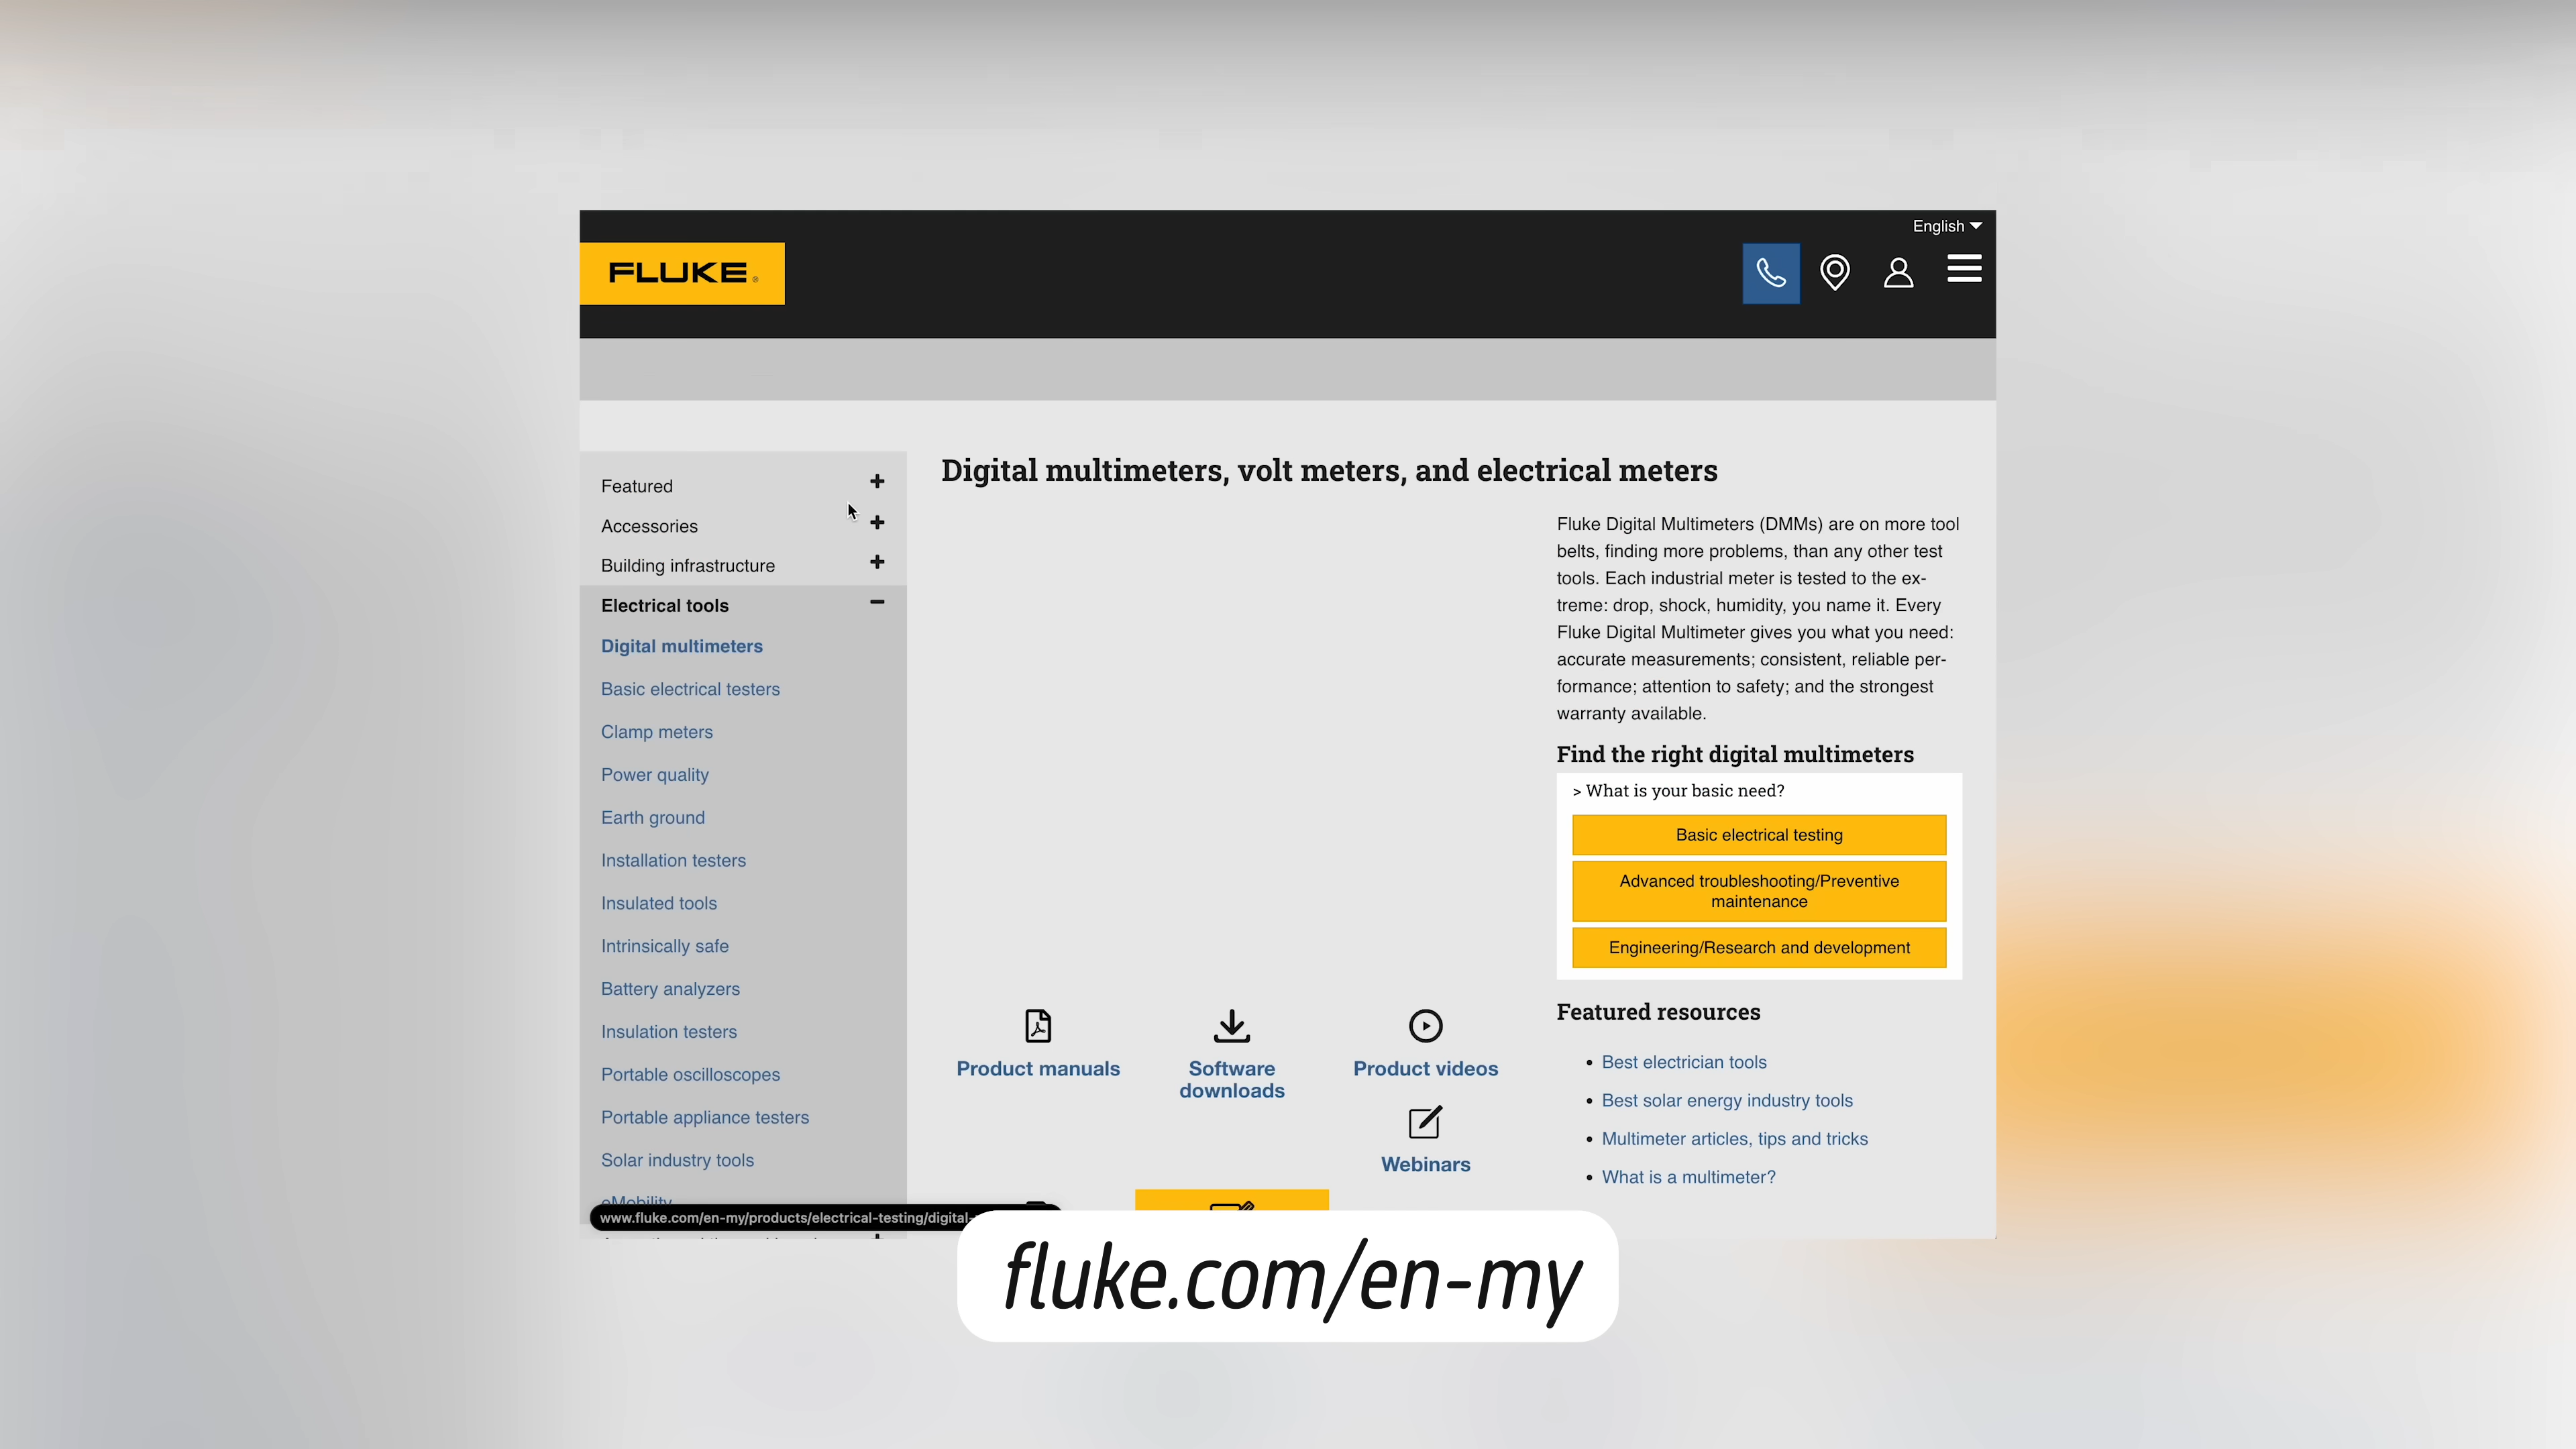 English
FLUKE®
Featured
Accessories
Building infrastructure
Electrical tools
Digital multimeters
Basic electrical testers
Clamp meters
Power quality
Earth ground
Installation testers
Insulated tools
Intrinsically safe
Battery analyzers
Insulation testers
Portable oscilloscopes
Portable appliance testers
Solar industry tools
eMobility
www.fluke.com/en-my/products/electrical-testing/digital-
Digital multimeters, volt meters, and electrical meters
Product manuals
Software
downloads
Product videos
Webinars
Fluke Digital Multimeters (DMMs) are on more tool
belts, finding more problems, than any other test
tools. Each industrial meter is tested to the ex-
treme: drop, shock, humidity, you name it. Every
Fluke Digital Multimeter gives you what you need:
accurate measurements; consistent, reliable per-
formance; attention to safety; and the strongest
warranty available.
Find the right digital multimeters
> What is your basic need?
Basic electrical testing
Advanced troubleshooting/Preventive
maintenance
Engineering/Research and development
Featured resources
• Best electrician tools
• Best solar energy industry tools
• Multimeter articles, tips and tricks
• What is a multimeter?
fluke.com/en-my